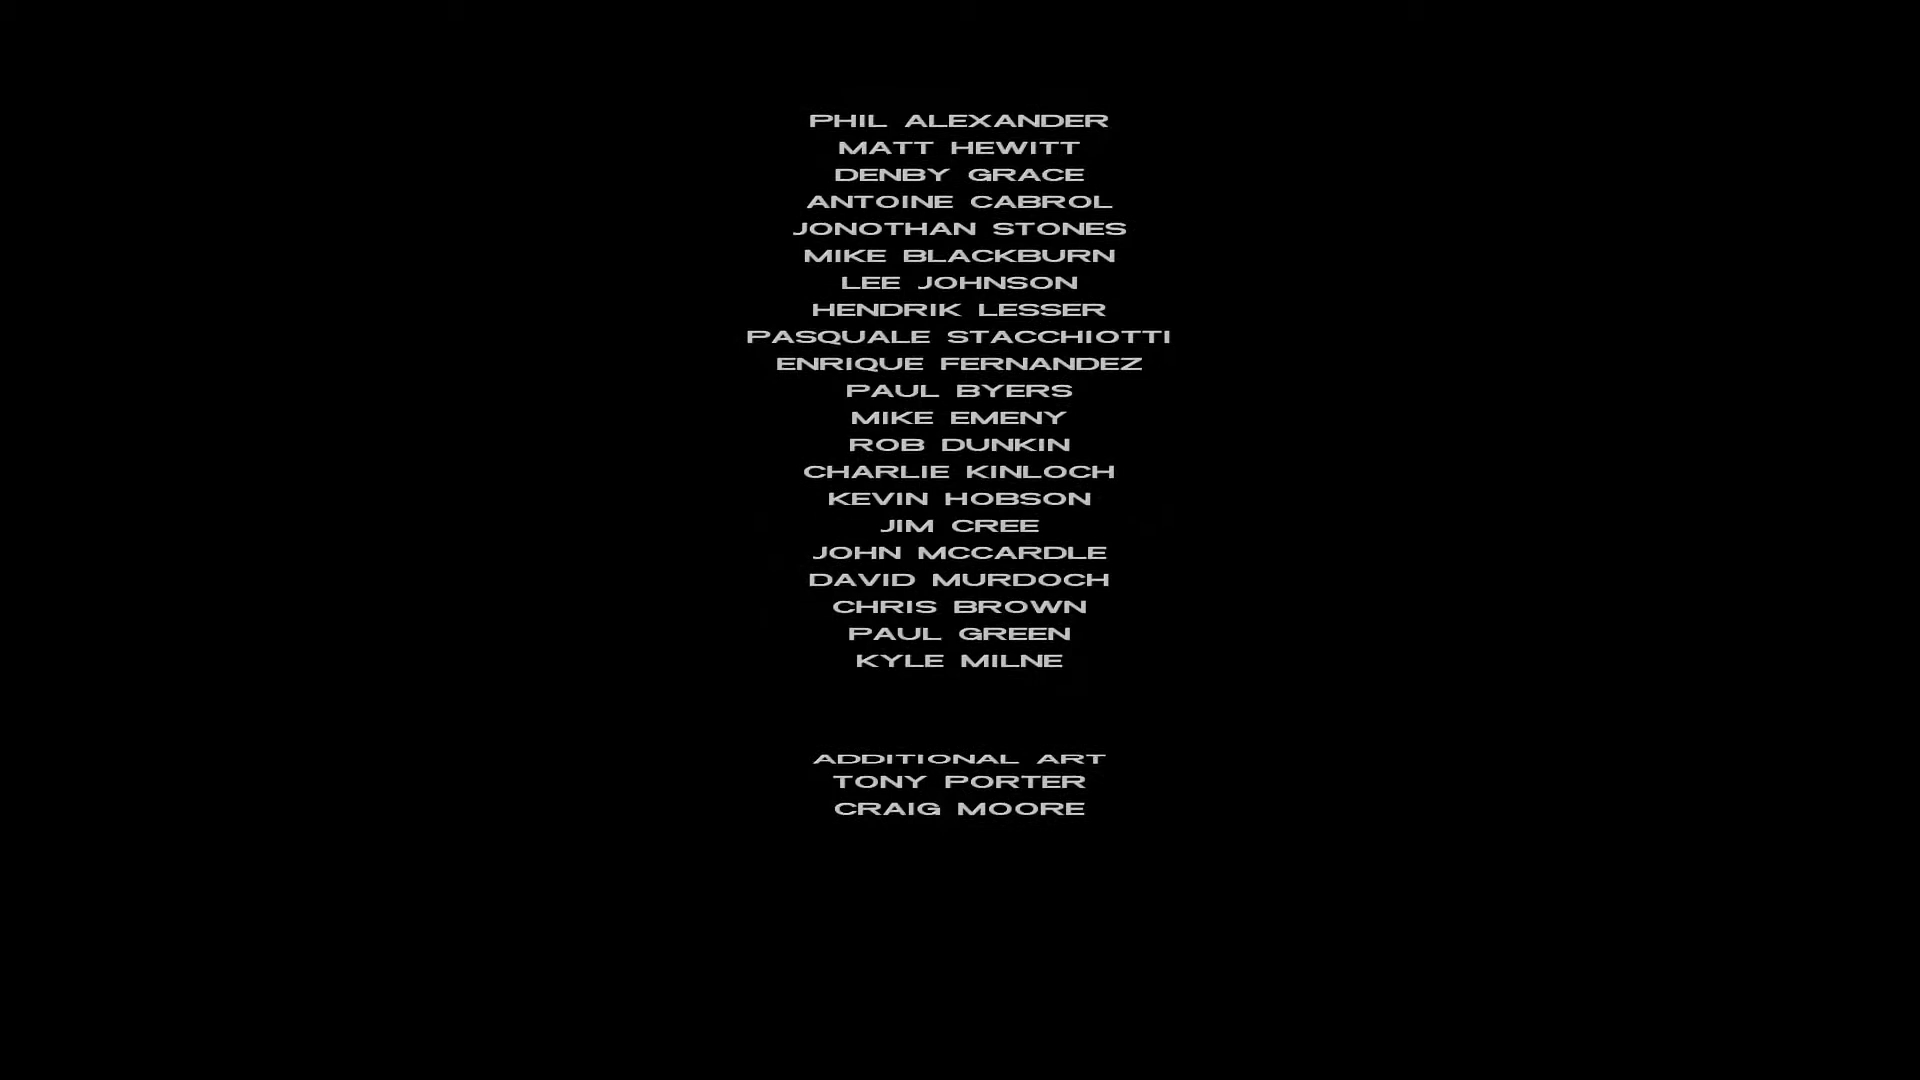 PHIL ALEXANDER
MATT HEWITT
DENBY GRACE
ANTOINE CABROL
JONOTHAN STONES
MIKE BLACKBURN
LEE JOHNSON
HENDRIK LESSER
PASQUALE STACCHIOTTI
ENRIQUE FERNANDEZ
PAUL BYERS
MIKE EMENY
ROB DUNKIN
CHARLIE KINLOCH
KEVIN HOBSON
JIM CREE
JOHN MCCARDLE
DAVID MURDOCH
CHRIS BROWN
PAUL GREEN
KYLE MILNE
ADDITIONAL ART
TONY PORTER
CRAIG MOORE